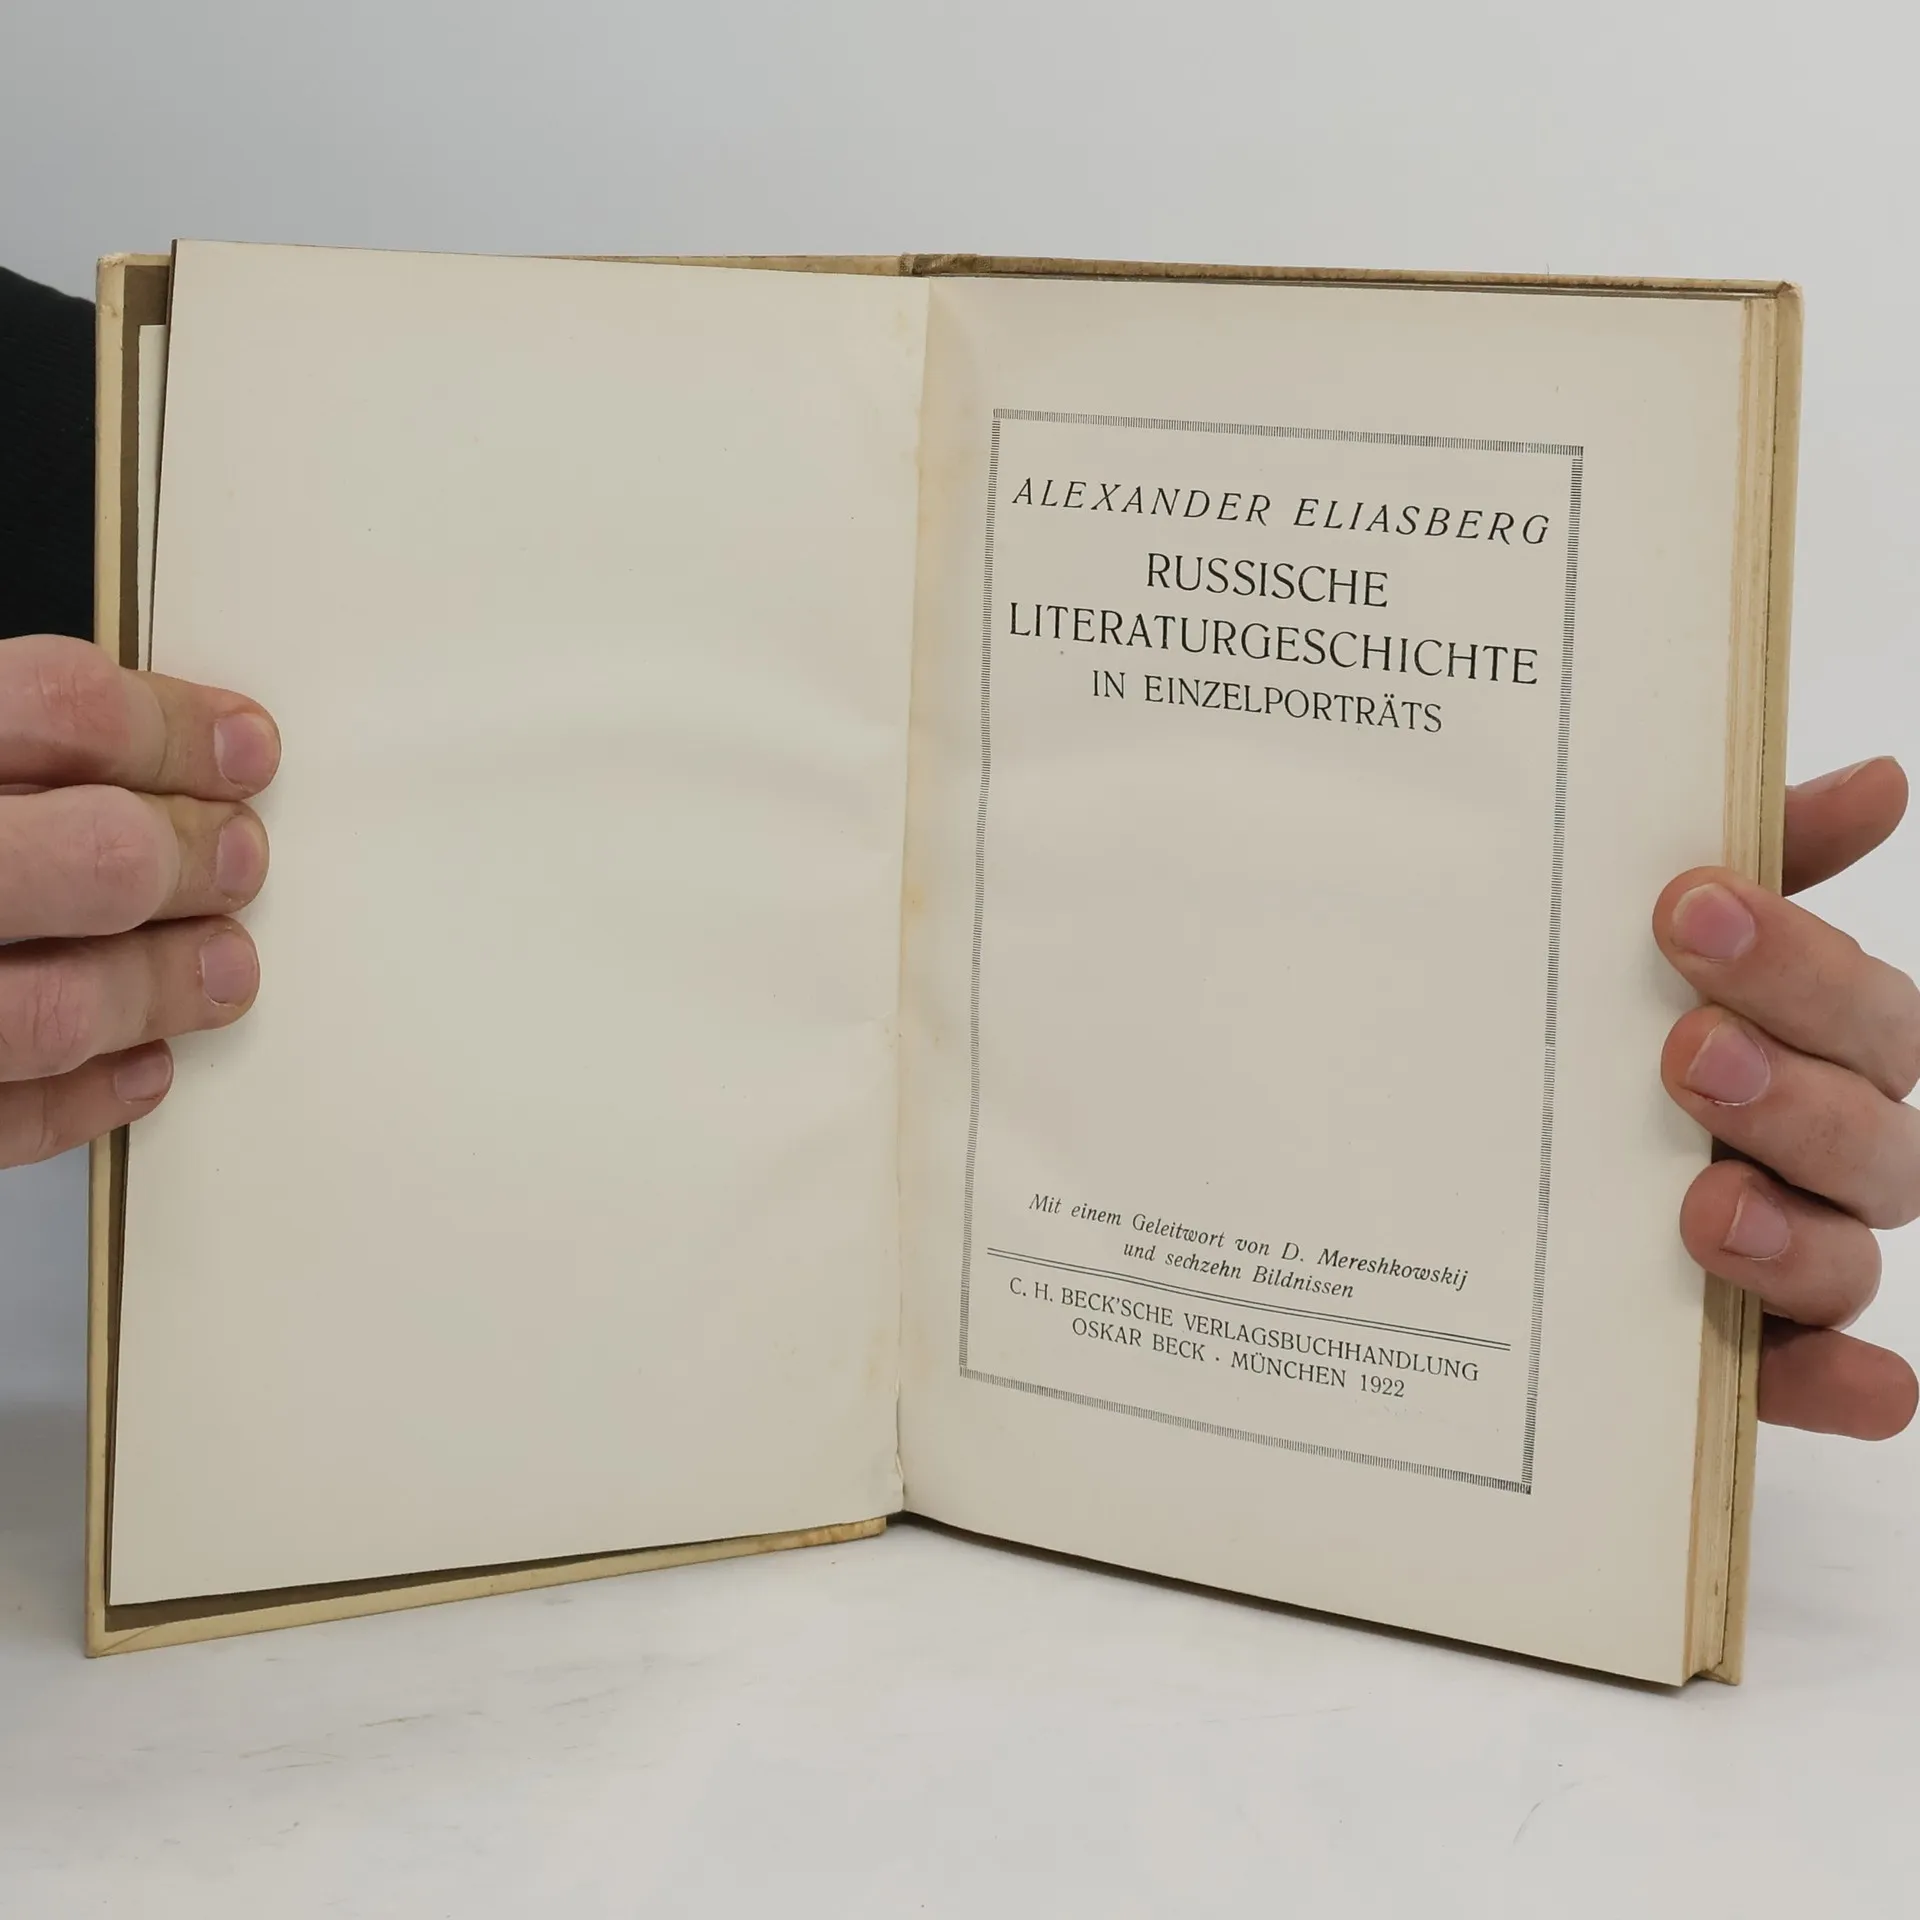 ALEXANDER ELIASBERG
RUSSISCHE
LITERATURGESCHICHTE
IN EINZELPORTRÄTS
Mit einem Geleitwort von D. Mereshkowskij
und sechzehn Bildnissen
C. H. BECK'SCHE VERLAGSBUCHHANDLUNG
OSKAR BECK · MÜNCHEN 1922